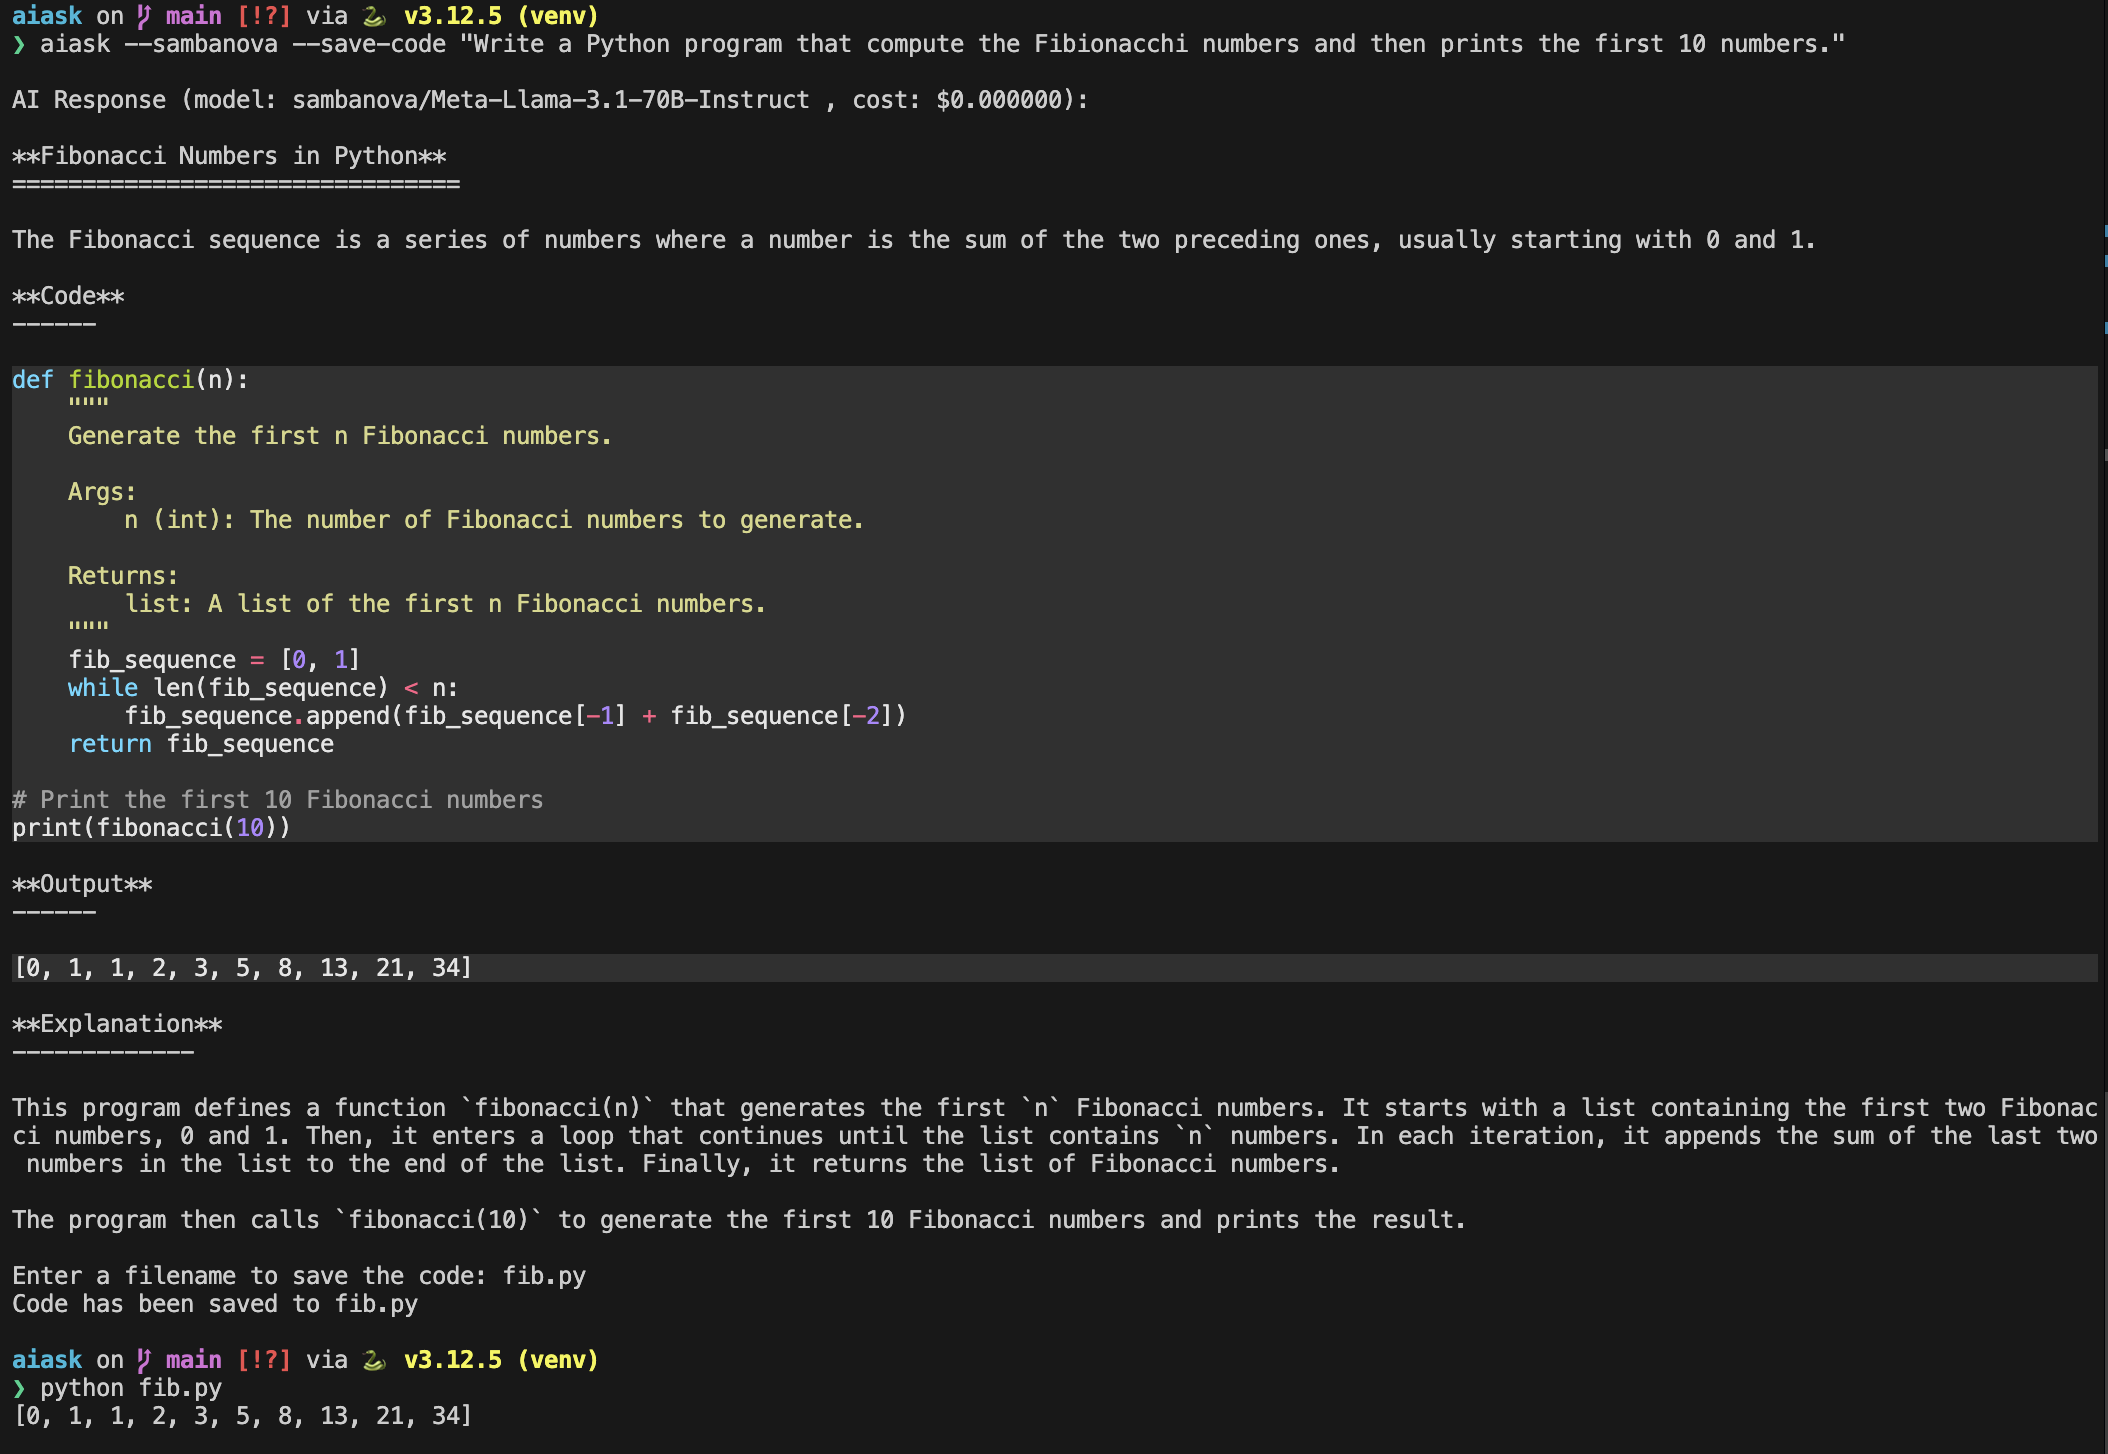 aiask on main [!?] via v3.12.5 (venv)
❯ aiask --sambanova --save-code "Write a Python program that compute the Fibionacchi numbers and then prints the first 10 numbers."
AI Response (model: sambanova/Meta-Llama-3.1-70B-Instruct , cost: $0.000000):
**Fibonacci Numbers in Python**
================================
The Fibonacci sequence is a series of numbers where a number is the sum of the two preceding ones, usually starting with 0 and 1.
**Code**
------
def fibonacci(n):
    """
    Generate the first n Fibonacci numbers.
    Args:
        n (int): The number of Fibonacci numbers to generate.
    Returns:
        list: A list of the first n Fibonacci numbers.
    """
    fib_sequence = [0, 1]
    while len(fib_sequence) < n:
        fib_sequence.append(fib_sequence[-1] + fib_sequence[-2])
    return fib_sequence
# Print the first 10 Fibonacci numbers
print(fibonacci(10))
**Output**
------
[0, 1, 1, 2, 3, 5, 8, 13, 21, 34]
**Explanation**
-------------
This program defines a function `fibonacci(n)` that generates the first `n` Fibonacci numbers. It starts with a list containing the first two Fibonac
ci numbers, 0 and 1. Then, it enters a loop that continues until the list contains `n` numbers. In each iteration, it appends the sum of the last two
 numbers in the list to the end of the list. Finally, it returns the list of Fibonacci numbers.
The program then calls `fibonacci(10)` to generate the first 10 Fibonacci numbers and prints the result.
Enter a filename to save the code: fib.py
Code has been saved to fib.py
aiask on main [!?] via v3.12.5 (venv)
❯ python fib.py
[0, 1, 1, 2, 3, 5, 8, 13, 21, 34]